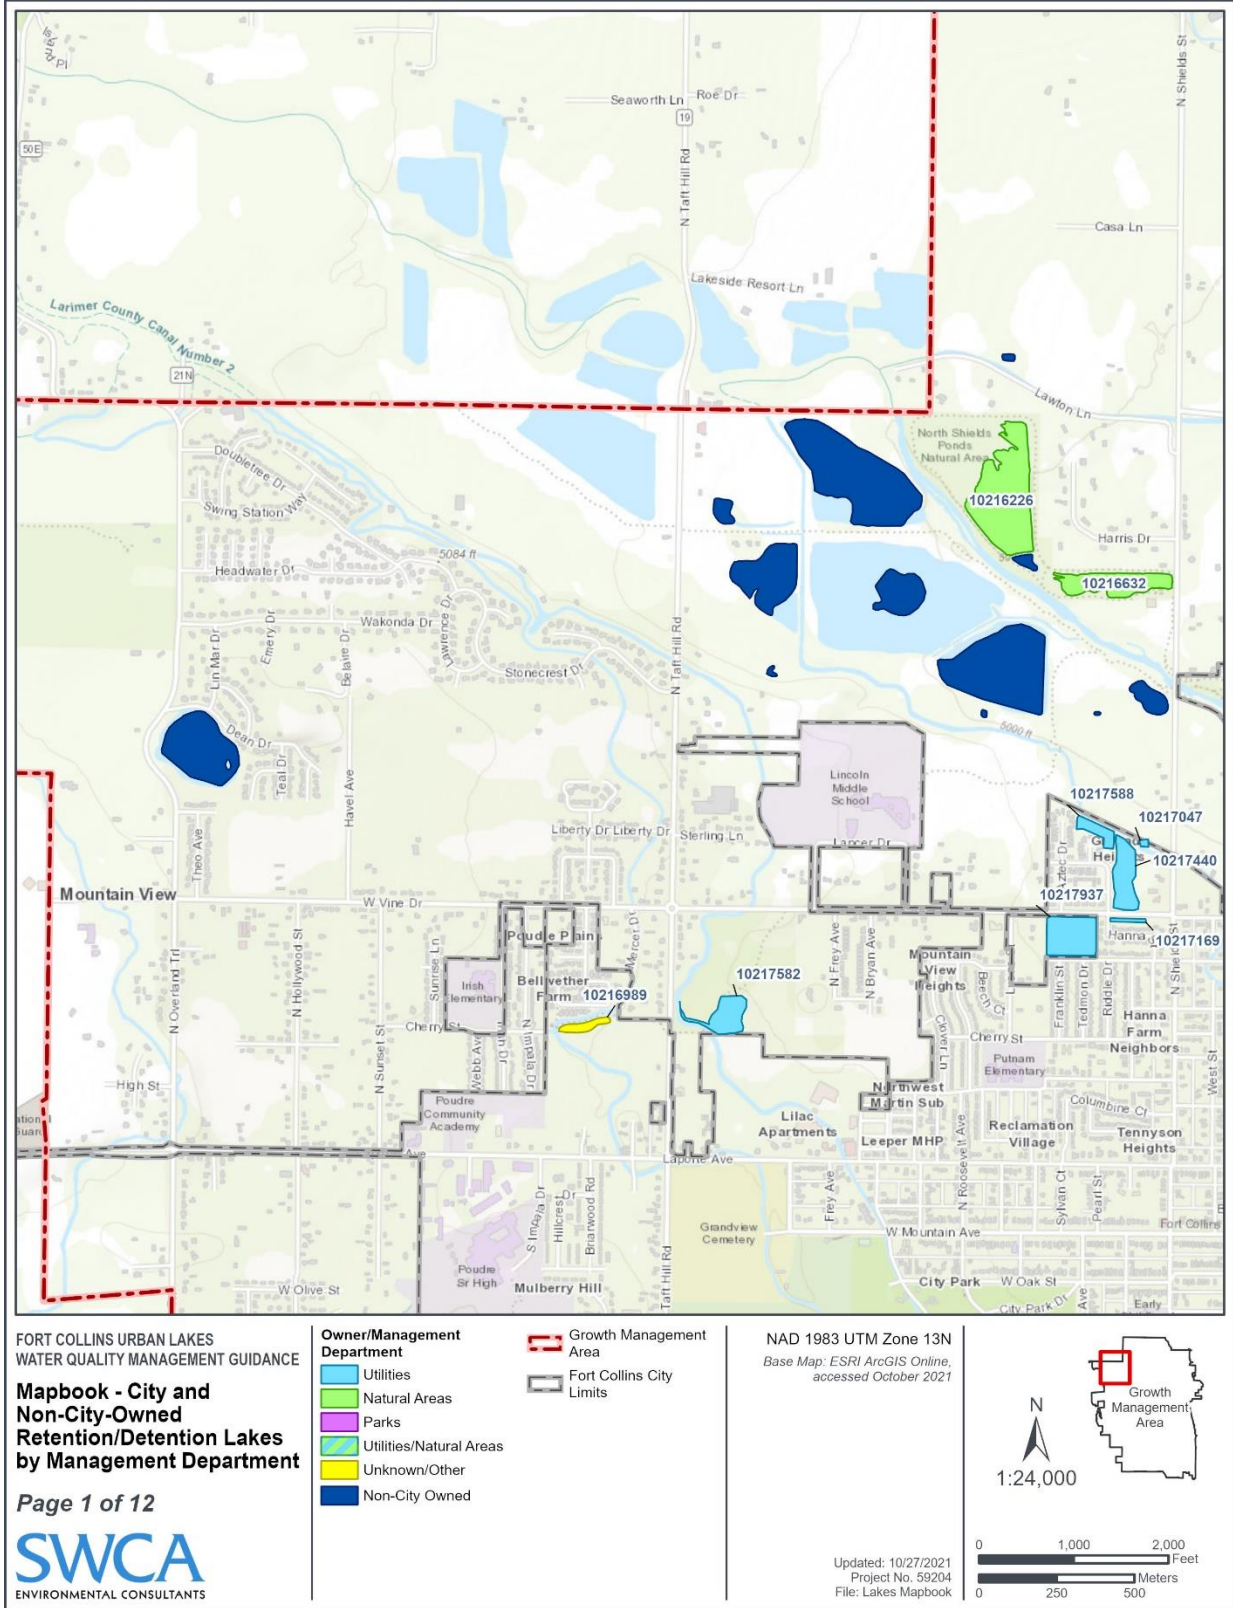 Seaworth Ln
Roe Dr
19
N Shields St
50E
N Taft Hill Rd
Casa Ln
Lakeside Resort Ln
Larimer County Canal Number 2
21N
Lawton Ln
North Shields
Ponds
Natural Area
Doubletree Dr
Swing Station Way
10216226
Harris Dr
5084 ft
Headwater Dr
10216632
Wakonda Dr
Lawrence Dr
Emery Dr
Lin Mar Dr
Belaire Dr
N Taft Hill Rd
Stonecrest Dr
5000 ft
Dean Dr
Teal Dr
Havel Ave
Lincoln
Middle
School
10217588
10217047
Liberty Dr
Liberty Dr
Sterling Ln
Lancer Dr
Theo Ave
Aztec Dr
10217440
Mountain View
10217937
W Vine Dr
Poudre Plains
Mercer Dr
N Frey Ave
N Bryan Ave
Hanna
10217169
Sunrise Ln
N Hollywood St
N Overland Trl
Mountain
View
Heights
Beech Ct
10217582
Irish
Elementary
Bellwether
Farm
10216989
Franklin St
Tedmon Dr
Riddle Dr
Hanna
Farm
Neighbors
Cherry St
N Sunset St
Webb Ave
N Impala Dr
Clover Ln
Cherry St
Putnam
Elementary
West St
High St
Poudre
Community
Academy
Northwest
Martin Sub
Columbine Ct
Lilac
Apartments
Leeper MHP
N Roosevelt Ave
Reclamation
Village
Tennyson
Heights
Ave
Laporte Ave
S Impala Dr
Hillcrest Dr
Briarwood Rd
Frey Ave
Sylvan Ct
Pearl St
Grandview
Cemetery
W Mountain Ave
Fort Collins
Poudre
Sr High
Taft Hill Rd
W Olive St
Mulberry Hill
City Park
W Oak St
City Park Dr
Ave
Early
FORT COLLINS URBAN LAKES
WATER QUALITY MANAGEMENT GUIDANCE
Mapbook - City and
Non-City-Owned
Retention/Detention Lakes
by Management Department
Page 1 of 12
SWCA
ENVIRONMENTAL CONSULTANTS
Owner/Management
Department
Utilities
Natural Areas
Parks
Utilities/Natural Areas
Unknown/Other
Non-City Owned
Growth Management
Area
Fort Collins City
Limits
NAD 1983 UTM Zone 13N
Base Map: ESRI ArcGIS Online,
accessed October 2021
Updated: 10/27/2021
Project No. 59204
File: Lakes Mapbook
N
1:24,000
Growth
Management
Area
0 1,000 2,000
Feet
Meters
0 250 500